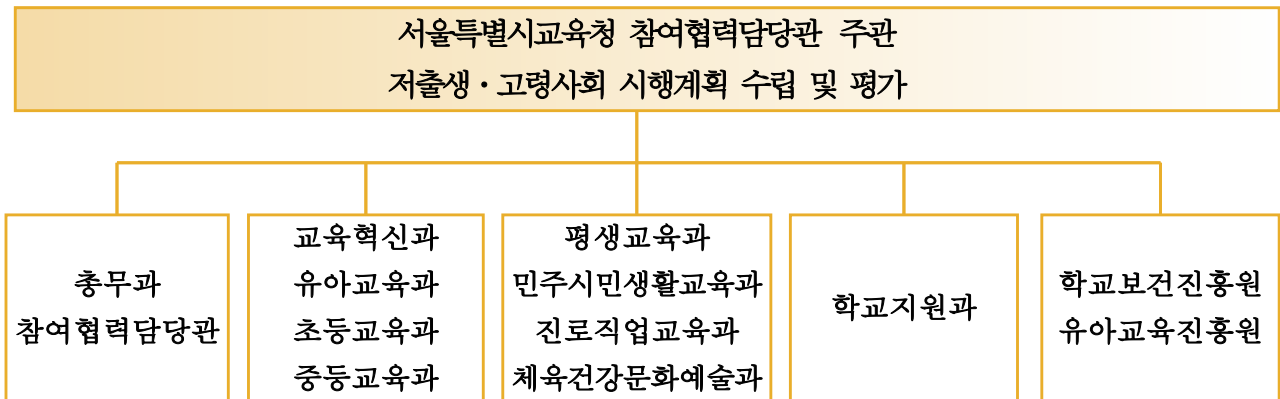 서울특별시교육청 참여협력담당관 주관
저출생·고령사회 시행계획 수립 및 평가
총무과
참여협력담당관
교육혁신과
유아교육과
초등교육과
중등교육과
평생교육과
민주시민생활교육과
진로직업교육과
체육건강문화예술과
학교지원과
학교보건진흥원
유아교육진흥원